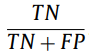 TN
TN + FP